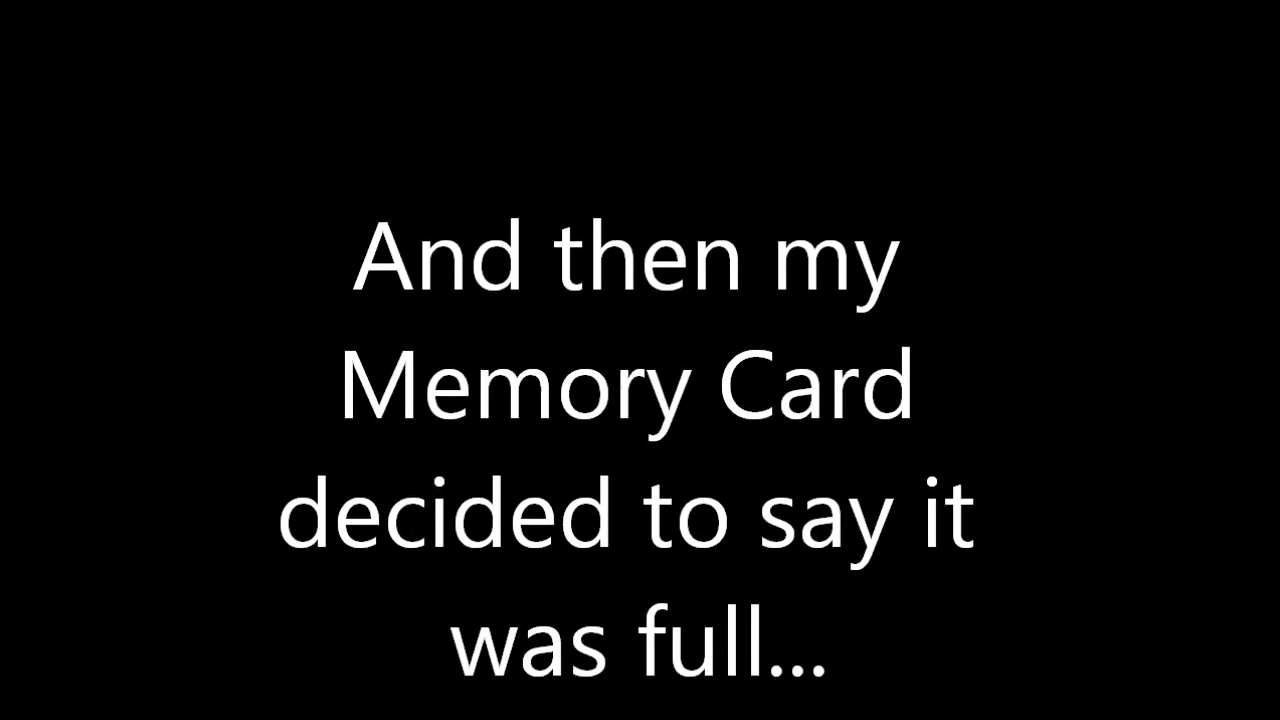 And then my
Memory Card
decided to say it
was full...